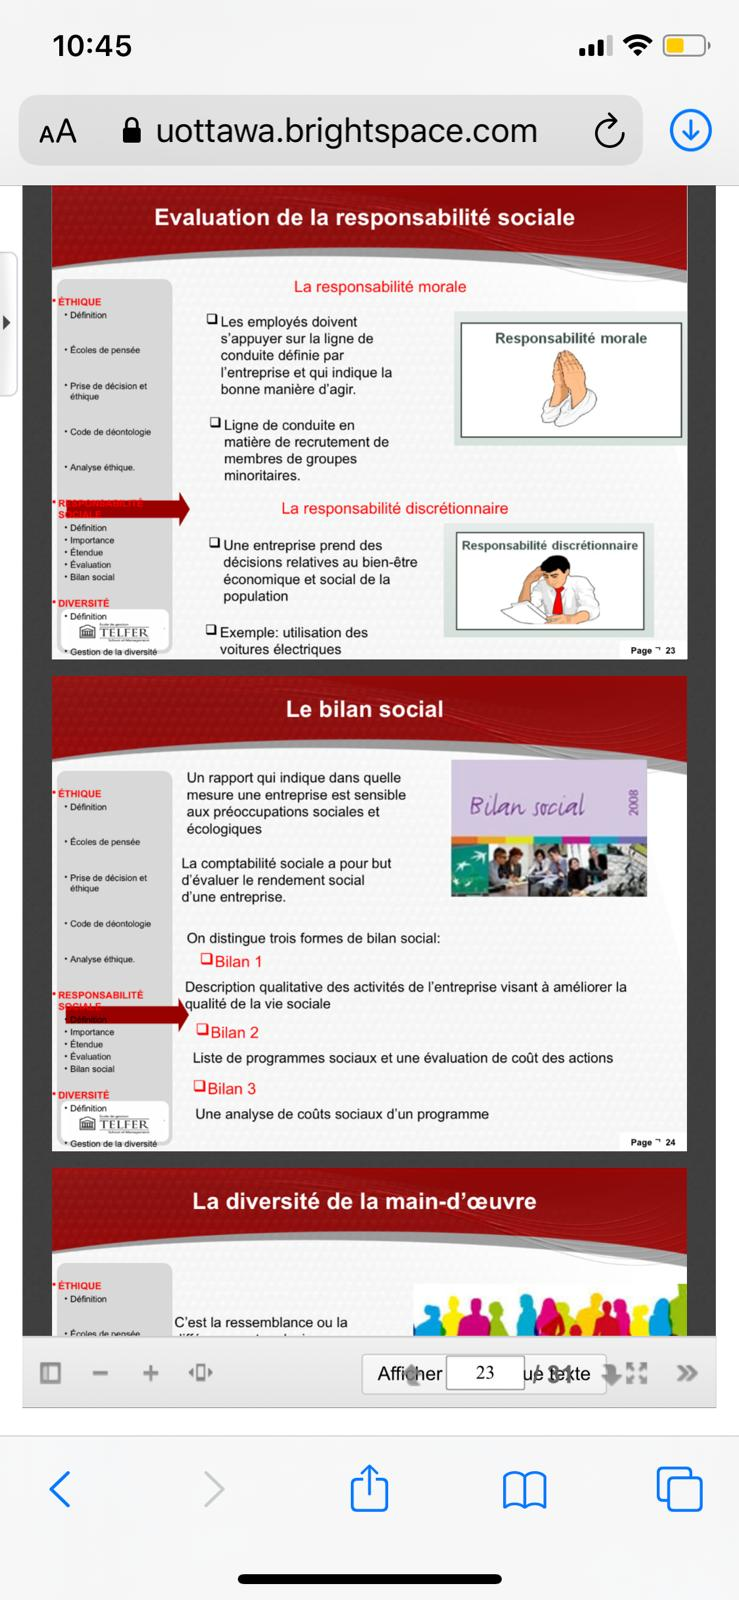 10:45
AA uottawa.brightspace.com
Evaluation de la responsabilité sociale
• ÉTHIQUE
• Définition
• Écoles de pensée
• Prise de décision et
éthique
• Code de déontologie
• Analyse éthique.
• RESPONSABILITÉ
SOCIALE
• Définition
• Importance
• Étendue
• Évaluation
• Bilan social
• DIVERSITÉ
• Définition
TELFER
• Gestion de la diversité
La responsabilité morale
❑ Les employés doivent
s’appuyer sur la ligne de
conduite définie par
l’entreprise et qui indique la
bonne manière d’agir.
❑ Ligne de conduite en
matière de recrutement de
membres de groupes
minoritaires.
Responsabilité morale
La responsabilité discrétionnaire
❑ Une entreprise prend des
décisions relatives au bien-être
économique et social de la
population
❑ Exemple: utilisation des
voitures électriques
Responsabilité discrétionnaire
Page ¬ 23
Le bilan social
• ÉTHIQUE
• Définition
• Écoles de pensée
• Prise de décision et
éthique
• Code de déontologie
• Analyse éthique.
• RESPONSABILITÉ
SOCIALE
• Définition
• Importance
• Étendue
• Évaluation
• Bilan social
• DIVERSITÉ
• Définition
TELFER
• Gestion de la diversité
Un rapport qui indique dans quelle
mesure une entreprise est sensible
aux préoccupations sociales et
écologiques
La comptabilité sociale a pour but
d’évaluer le rendement social
d’une entreprise.
Bilan social 2008
On distingue trois formes de bilan social:
❑ Bilan 1
Description qualitative des activités de l’entreprise visant à améliorer la
qualité de la vie sociale
❑ Bilan 2
Liste de programmes sociaux et une évaluation de coût des actions
❑ Bilan 3
Une analyse de coûts sociaux d’un programme
Page ¬ 24
La diversité de la main-d’œuvre
• ÉTHIQUE
• Définition
• Écoles de pensée
C’est la ressemblance ou la
Afficher 23 ue texte / 31